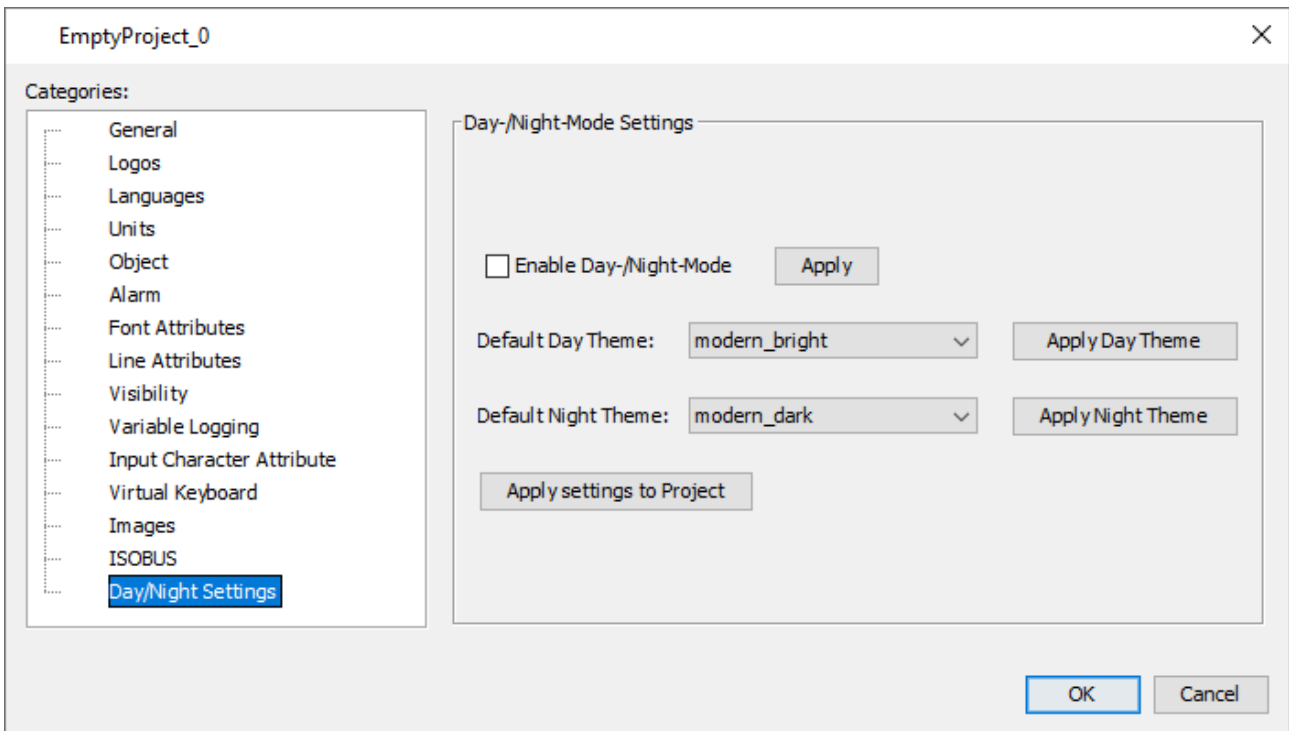 EmptyProject_0
Categories:
General
Logos
Languages
Units
Object
Alarm
Font Attributes
Line Attributes
Visibility
Variable Logging
Input Character Attribute
Virtual Keyboard
Images
ISOBUS
Day/Night Settings
Day-/Night-Mode Settings
Enable Day-/Night-Mode Apply
Default Day Theme: modern_bright Apply Day Theme
Default Night Theme: modern_dark Apply Night Theme
Apply settings to Project
OK Cancel